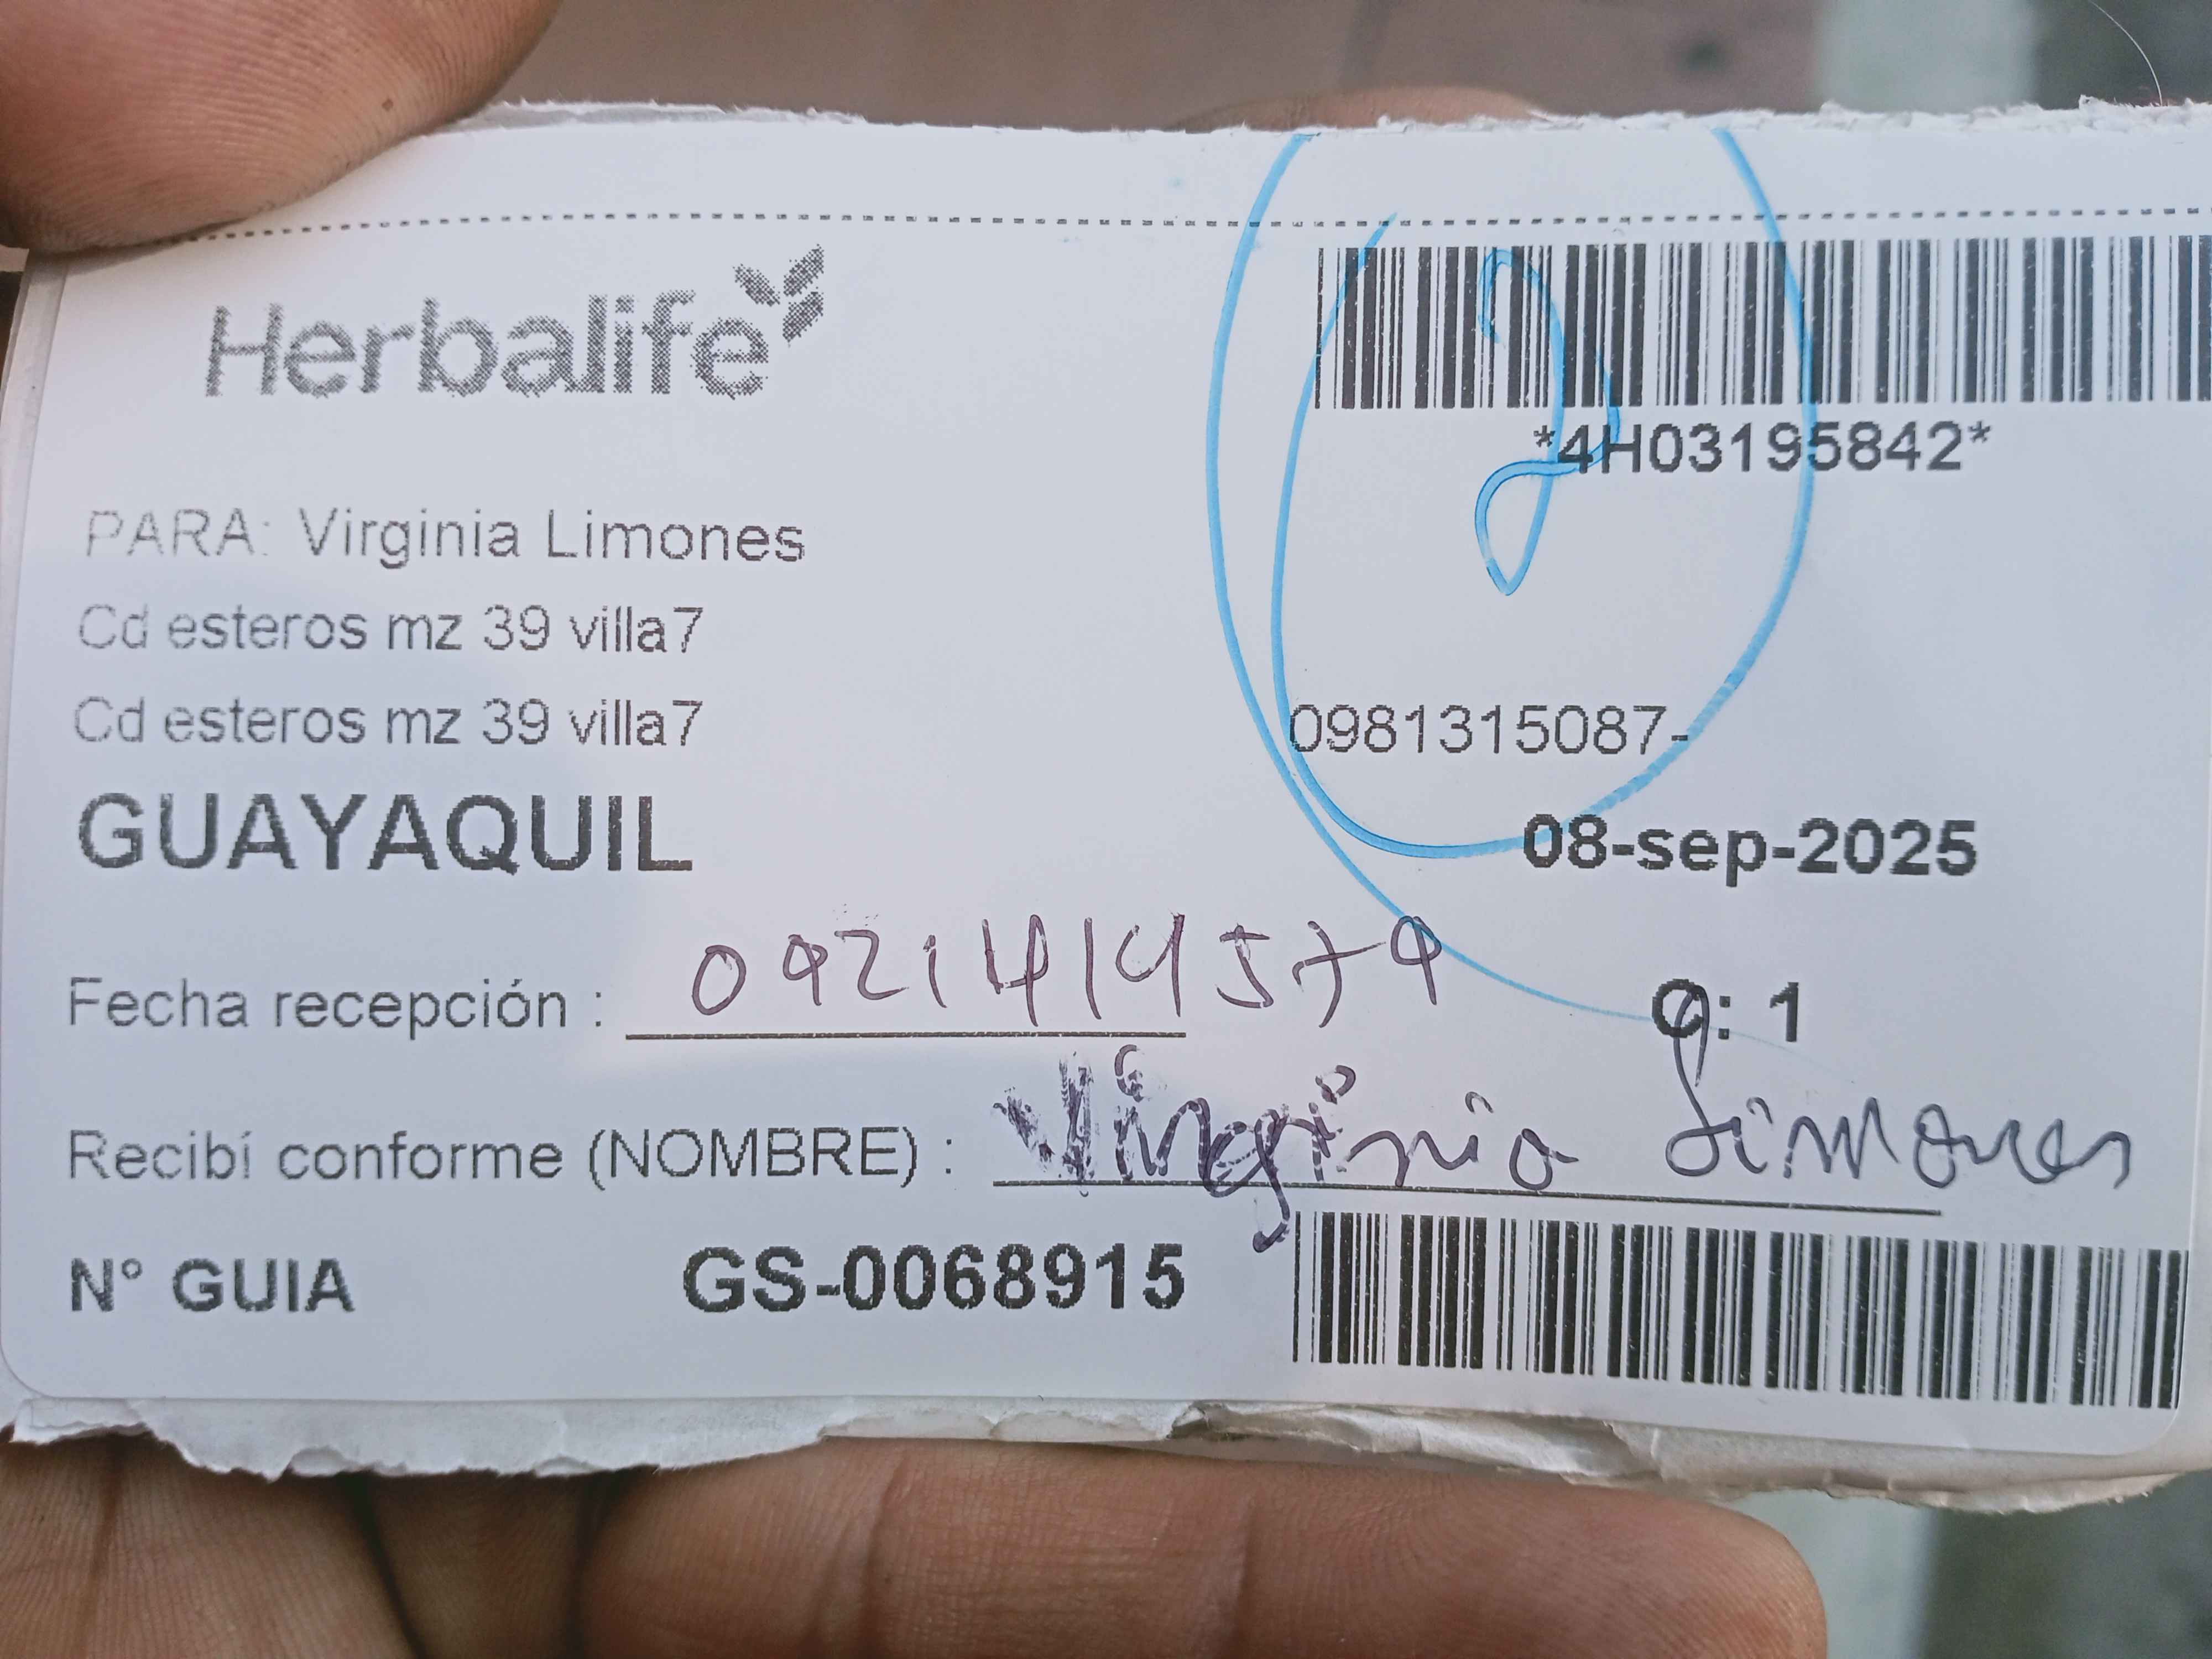 Herbalife
*4H03195842*
2
PARA: Virginia Limones
Cd esteros mz 39 villa7
Cd esteros mz 39 villa7
0981315087-
GUAYAQUIL
08-sep-2025
Fecha recepción : 0921414579
Q: 1
Recibí conforme (NOMBRE) : Virginia Limones
N° GUIA GS-0068915